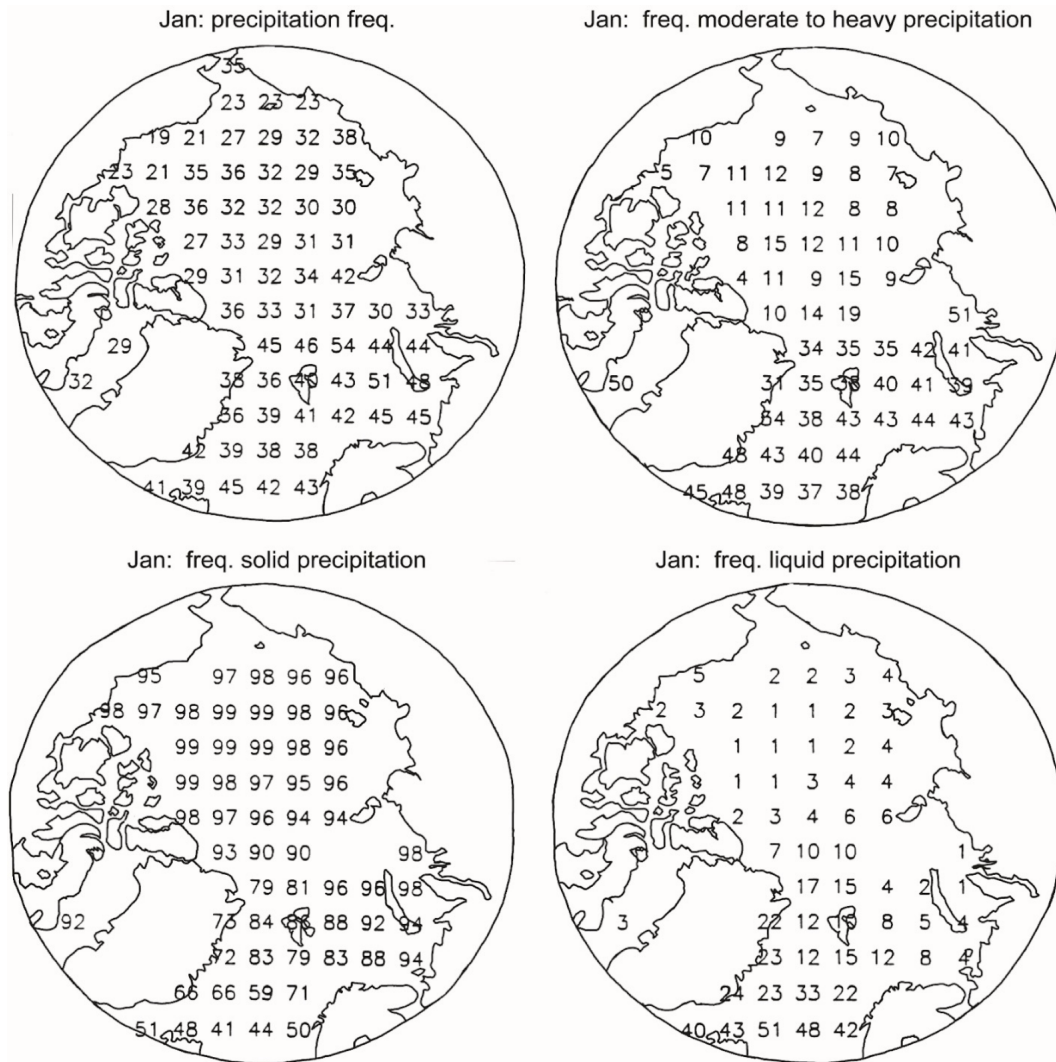 Jan: precipitation freq.
35
23 23 23
19 21 27 29 32 38
23 21 35 36 32 29 35
28 36 32 32 30 30
27 33 29 31 31
29 31 32 34 42
36 33 31 37 30 33
29 45 46 54 44 44
32 38 36 40 43 51 48
36 39 41 42 45 45
42 39 38 38
41 39 45 42 43
Jan: freq. moderate to heavy precipitation
10 9 7 9 10
5 7 11 12 9 8 7
11 11 12 8 8
8 15 12 11 10
4 11 9 15 9
10 14 19 51
34 35 35 42 41
50 31 35 38 40 41 39
38 43 43 44 43
48 43 40 44
45 48 39 37 38
Jan: freq. solid precipitation
95 97 98 96 96
98 97 98 99 99 98 96
99 99 99 98 96
99 98 97 95 96
98 97 96 94 94
93 90 90 98
79 81 96 96 98
92 73 84 88 92 94
72 83 79 83 88 94
66 66 59 71
51 48 41 44 50
Jan: freq. liquid precipitation
5 2 2 3 4
2 3 2 1 1 2 3
1 1 1 2 4
1 1 3 4 4
2 3 4 6 6
7 10 10 1
17 15 4 2 1
3 22 12 8 5 4
23 12 15 12 8 4
24 23 33 22
40 43 51 48 42